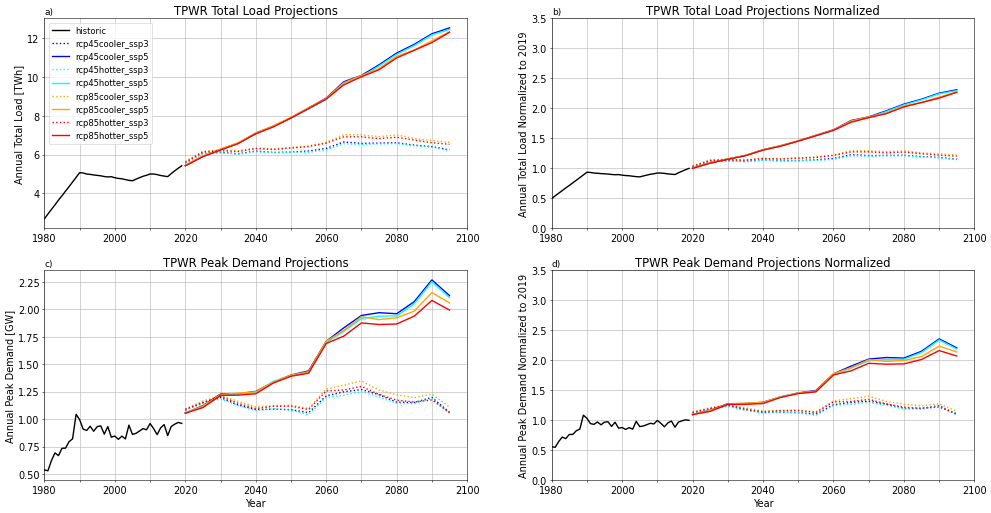 a)
TPWR Total Load Projections
Annual Total Load [TWh]
12
10
8
6
4
historic
rcp45cooler_ssp3
rcp45cooler_ssp5
rcp45hotter_ssp3
rcp45hotter_ssp5
rcp85cooler_ssp3
rcp85cooler_ssp5
rcp85hotter_ssp3
rcp85hotter_ssp5
1980 2000 2020 2040 2060 2080 2100
b)
TPWR Total Load Projections Normalized
Annual Total Load Normalized to 2019
3.5
3.0
2.5
2.0
1.5
1.0
0.5
0.0
1980 2000 2020 2040 2060 2080 2100
c)
TPWR Peak Demand Projections
Annual Peak Demand [GW]
2.25
2.00
1.75
1.50
1.25
1.00
0.75
0.50
1980 2000 2020 2040 2060 2080 2100
Year
d)
TPWR Peak Demand Projections Normalized
Annual Peak Demand Normalized to 2019
3.5
3.0
2.5
2.0
1.5
1.0
0.5
0.0
1980 2000 2020 2040 2060 2080 2100
Year